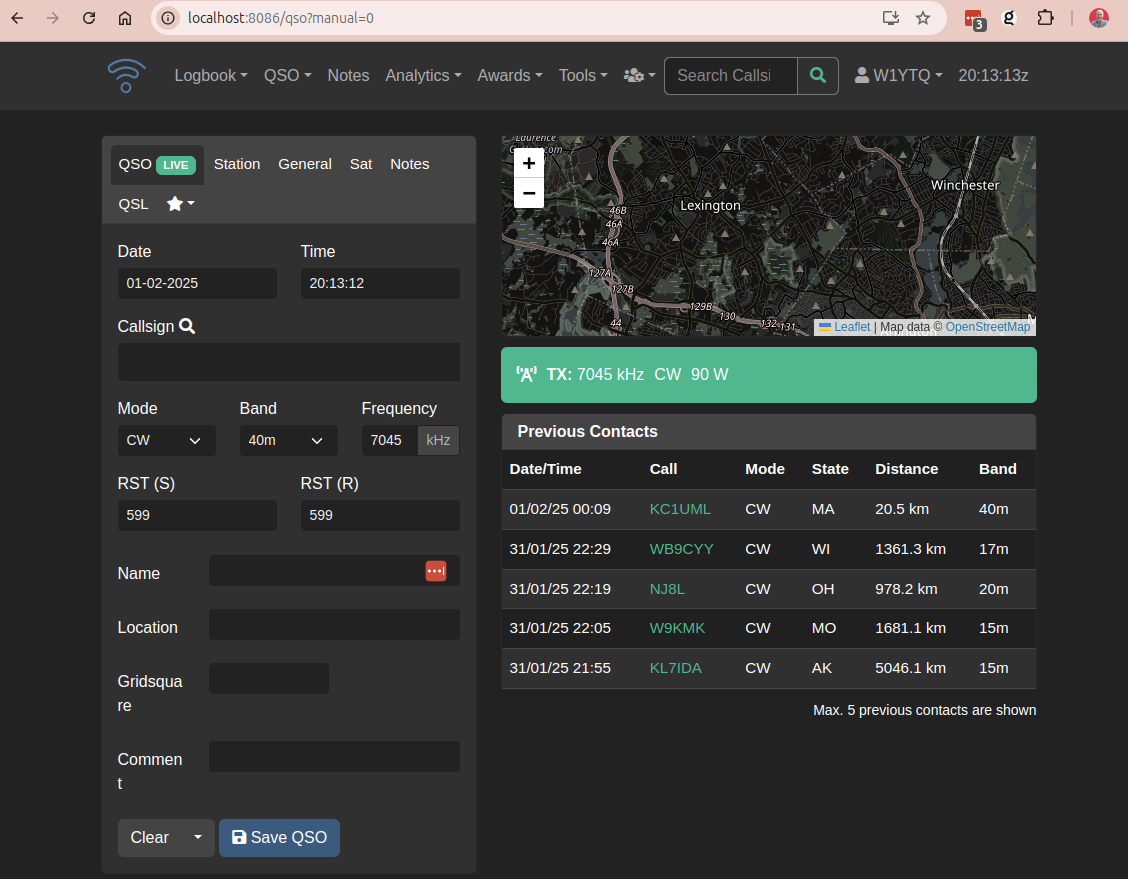 localhost:8086/qso?manual=0
3
Logbook QSO Notes Analytics Awards Tools Search Callsi W1YTQ 20:13:13z
QSO LIVE Station General Sat Notes
QSL
Date Time
01-02-2025 20:13:12
Callsign
Mode Band Frequency
CW 40m 7045 kHz
RST (S) RST (R)
599 599
Name
Location
Gridsqua
re
Commen
t
Clear Save QSO
+
−
Winchester
Lexington
46B
46A
46A
127A
127B
129B
130
132 131
44
Leaflet | Map data © OpenStreetMap
TX: 7045 kHz CW 90 W
Previous Contacts
Date/Time Call Mode State Distance Band
01/02/25 00:09 KC1UML CW MA 20.5 km 40m
31/01/25 22:29 WB9CYY CW WI 1361.3 km 17m
31/01/25 22:19 NJ8L CW OH 978.2 km 20m
31/01/25 22:05 W9KMK CW MO 1681.1 km 15m
31/01/25 21:55 KL7IDA CW AK 5046.1 km 15m
Max. 5 previous contacts are shown